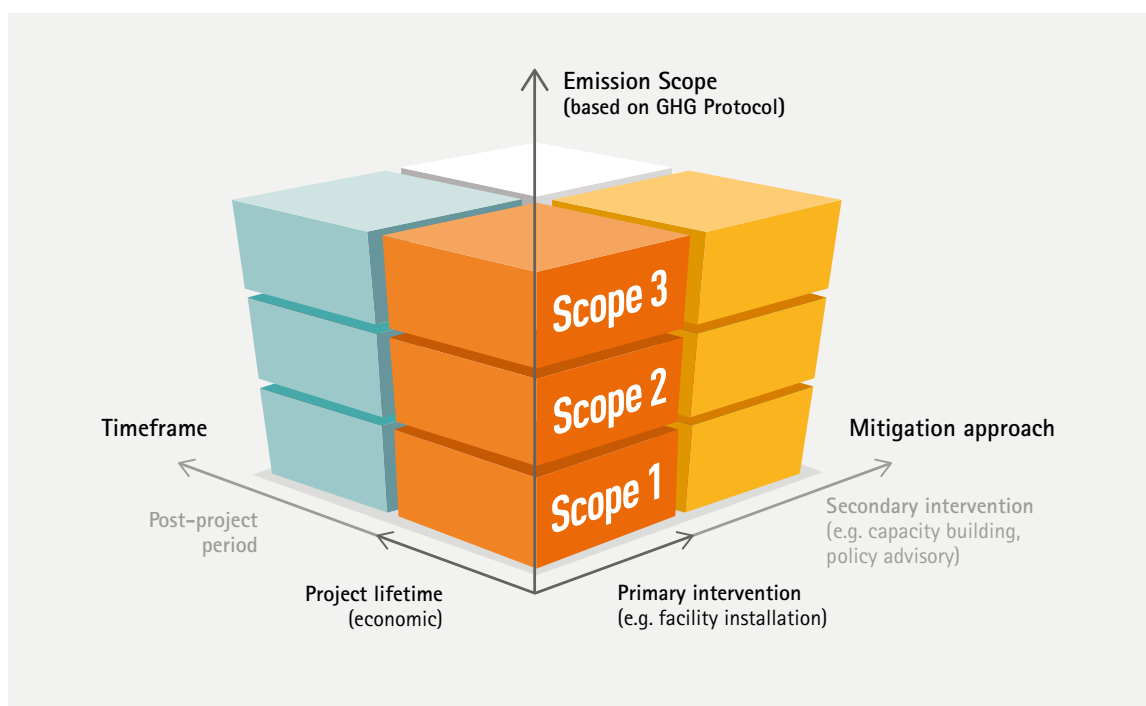 Emission Scope
(based on GHG Protocol)
Scope 3
Scope 2
Scope 1
Timeframe
Mitigation approach
Post-project
period
Secondary intervention
(e.g. capacity building,
policy advisory)
Project lifetime
(economic)
Primary intervention
(e.g. facility installation)